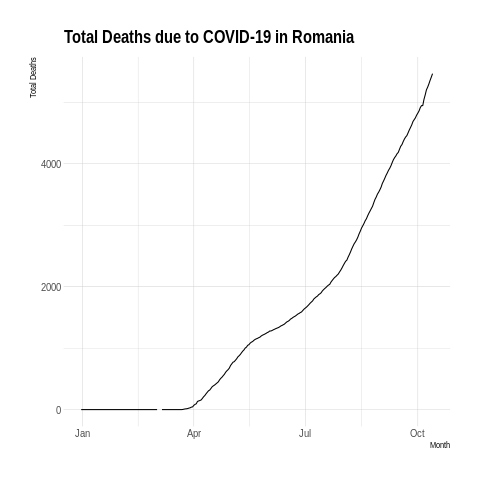 Total Deaths due to COVID-19 in Romania
Total Deaths
4000
2000
0
Jan Apr Jul Oct
Month